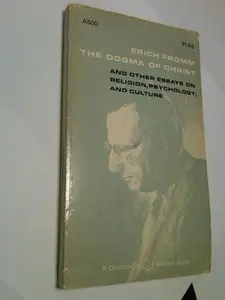 A500
$1.45
ERICH FROMM
THE DOGMA OF CHRIST
AND OTHER ESSAYS ON
RELIGION, PSYCHOLOGY,
AND CULTURE
A Doubleday Anchor Book